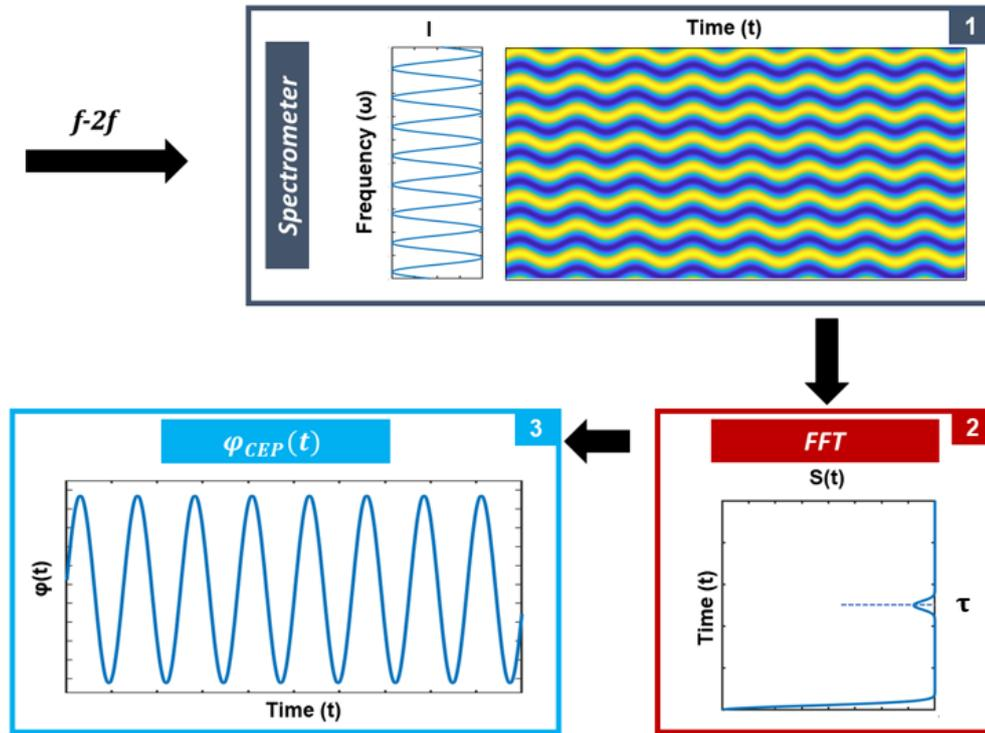 f-2f
1
Spectrometer
I
Frequency (ω)
Time (t)
2
FFT
S(t)
Time (t)
τ
3
φCEP(t)
φ(t)
Time (t)